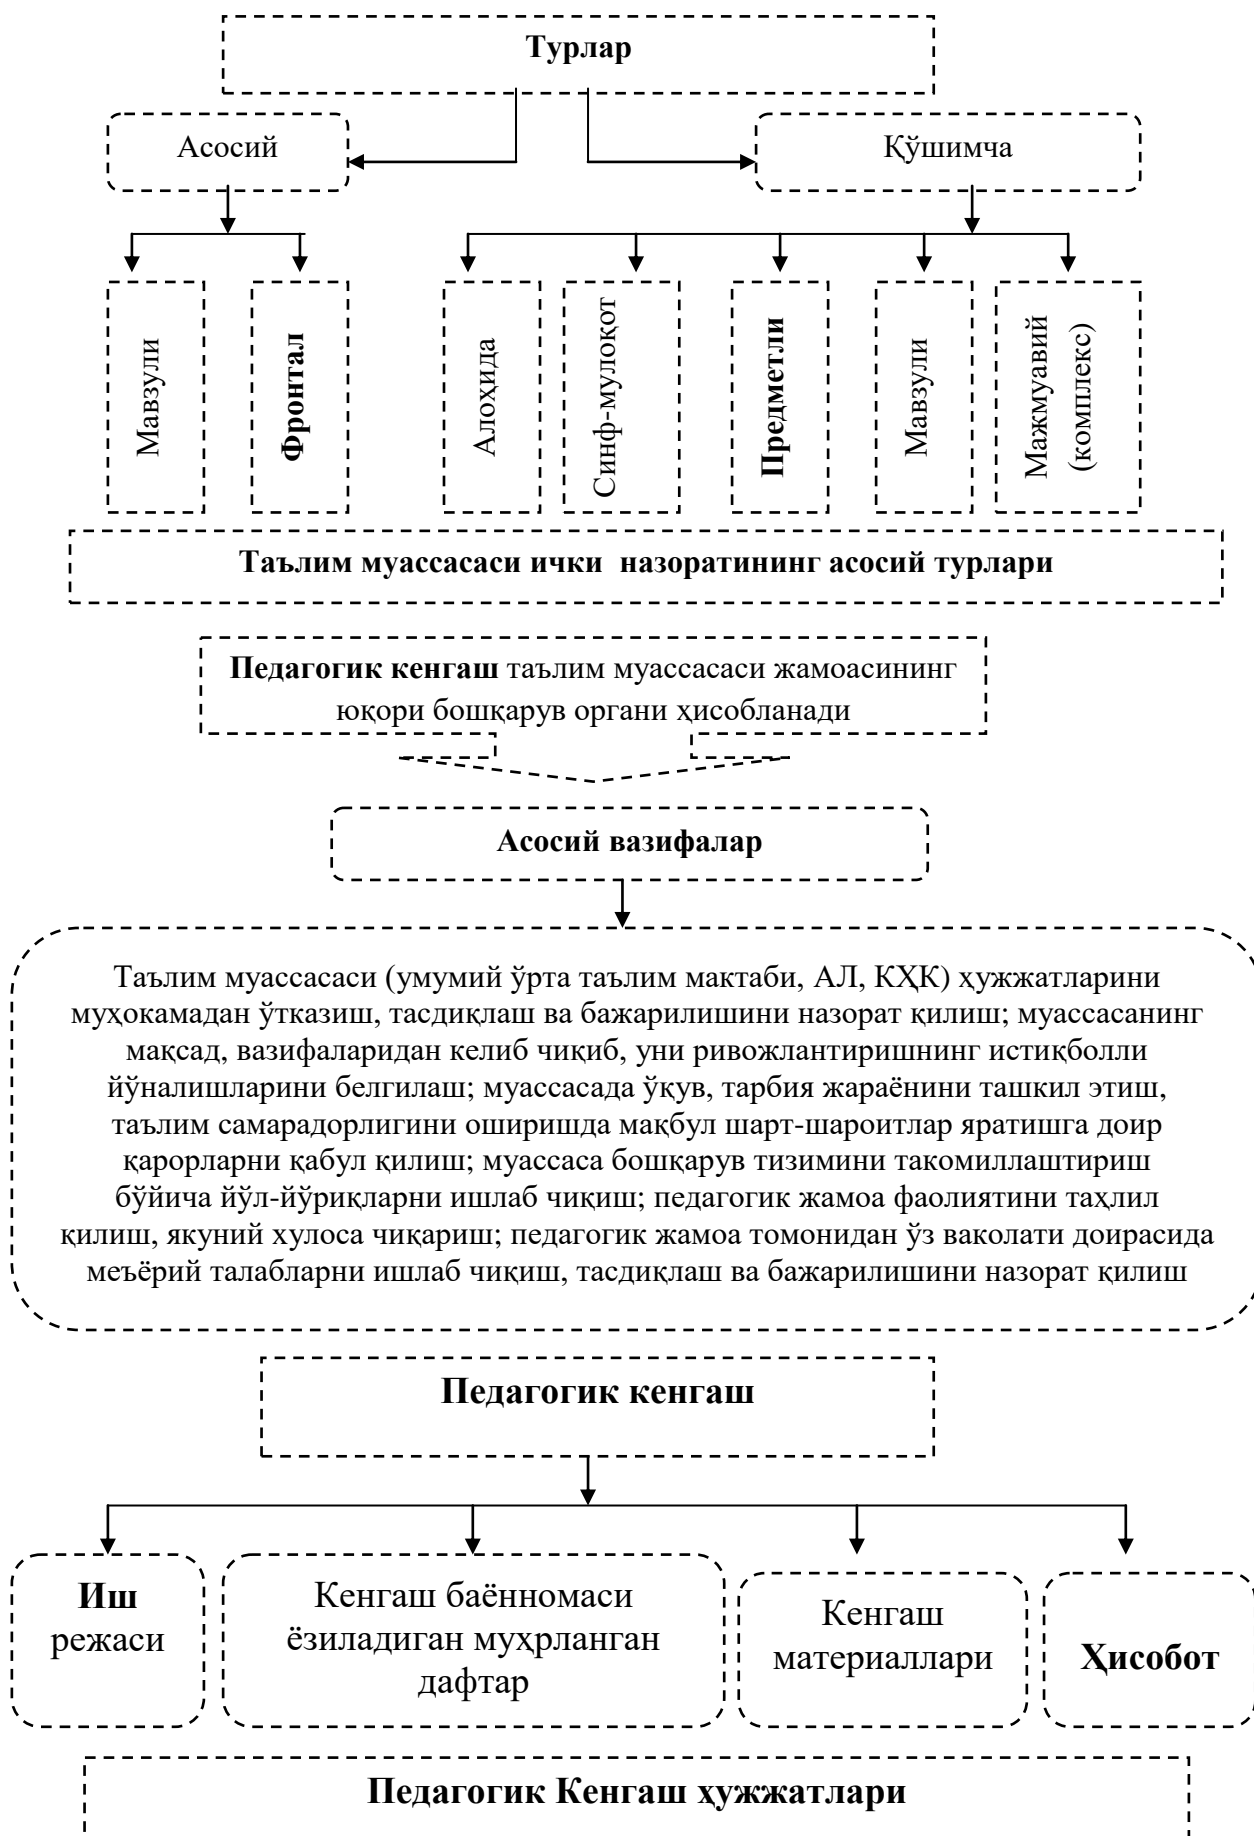 Турлар
Асосий
Қўшимча
Мавзули
Фронтал
Алоҳида
Синф-мулоқот
Предметли
Мавзули
Мажмуавий
(комплекс)
Таълим муассасаси ички назоратининг асосий турлари
Педагогик кенгаш таълим муассасаси жамоасининг
юқори бошқарув органи ҳисобланади
Асосий вазифалар
Таълим муассасаси (умумий ўрта таълим мактаби, АЛ, КҲК) ҳужжатларини
муҳокамадан ўтказиш, тасдиқлаш ва бажарилишини назорат қилиш; муассасанинг
мақсад, вазифаларидан келиб чиқиб, уни ривожлантиришнинг истиқболли
йўналишларини белгилаш; муассасада ўқув, тарбия жараёнини ташкил этиш,
таълим самарадорлигини оширишда мақбул шарт-шароитлар яратишга доир
қарорларни қабул қилиш; муассаса бошқарув тизимини такомиллаштириш
бўйича йўл-йўриқларни ишлаб чиқиш; педагогик жамоа фаолиятини таҳлил
қилиш, якуний хулоса чиқариш; педагогик жамоа томонидан ўз ваколати доирасида
меъёрий талабларни ишлаб чиқиш, тасдиқлаш ва бажарилишини назорат қилиш
Педагогик кенгаш
Иш
режаси
Кенгаш баённомаси
ёзиладиган муҳрланган
дафтар
Кенгаш
материаллари
Ҳисобот
Педагогик Кенгаш ҳужжатлари